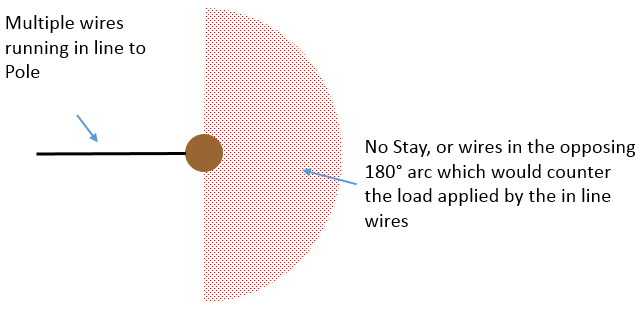 Multiple wires
running in line to
Pole
No Stay, or wires in the opposing
180° arc which would counter
the load applied by the in line
wires